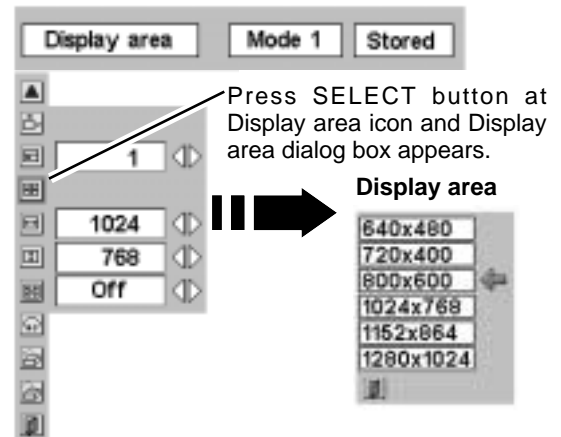 Display area
Mode 1
Stored
Press SELECT button at
Display area icon and Display
area dialog box appears.
1
1024
768
Off
Display area
640x480
720x400
800x600
1024x768
1152x864
1280x1024